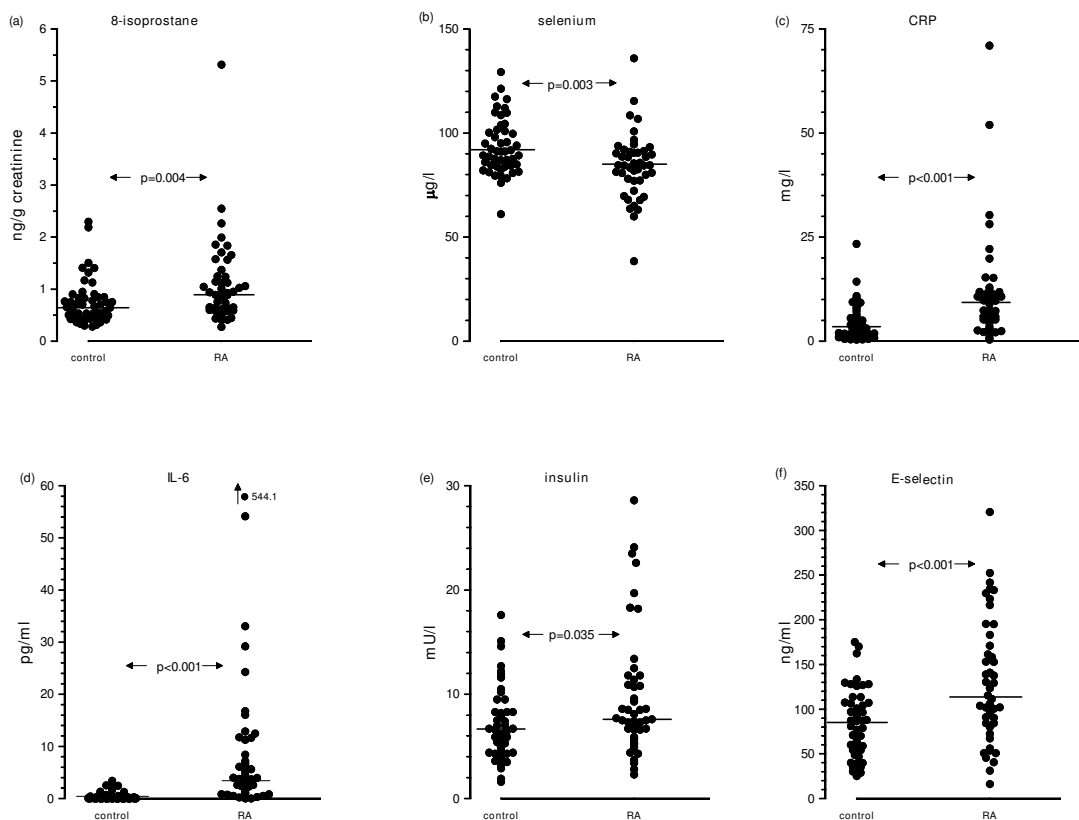 (a) 8-isoprostane
ng/g creatinine
6
5
4
3
2
1
0
p=0.004
control RA
(b) selenium
µg/l
150
100
50
0
p=0.003
control RA
(c) CRP
mg/l
75
50
25
0
p<0.001
control RA
(d) IL-6
pg/ml
60
50
40
30
20
10
0
544.1
p<0.001
control RA
(e) insulin
mU/l
30
20
10
0
p=0.035
control RA
(f) E-selectin
ng/ml
350
300
250
200
150
100
50
0
p<0.001
control RA